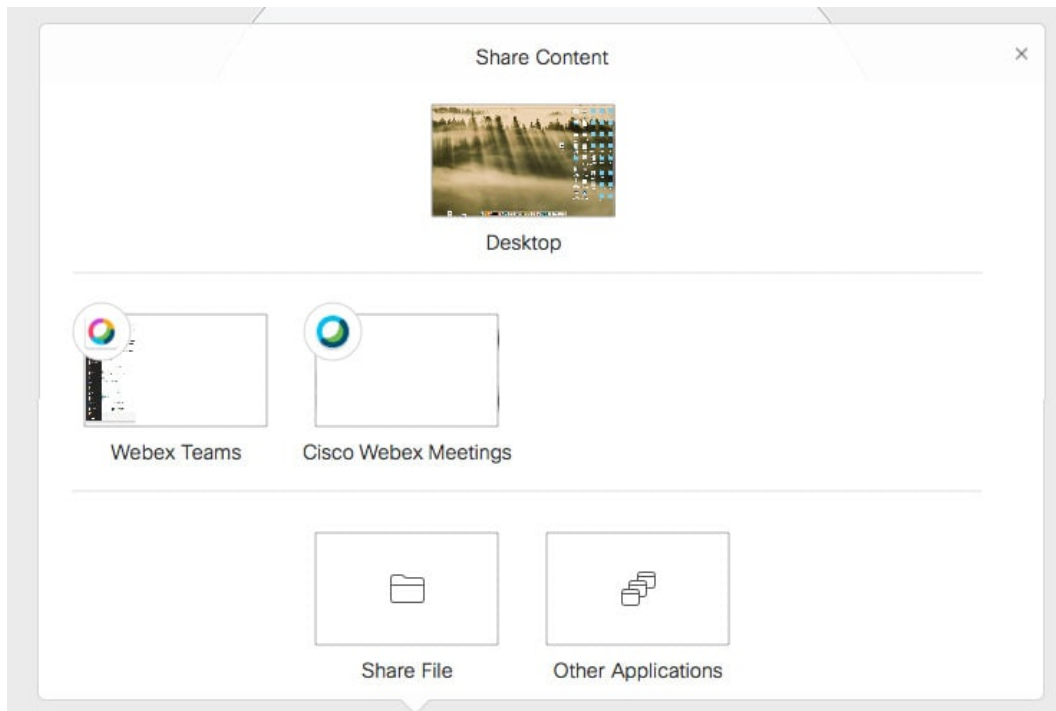 Share Content
Desktop
Webex Teams
Cisco Webex Meetings
Share File
Other Applications